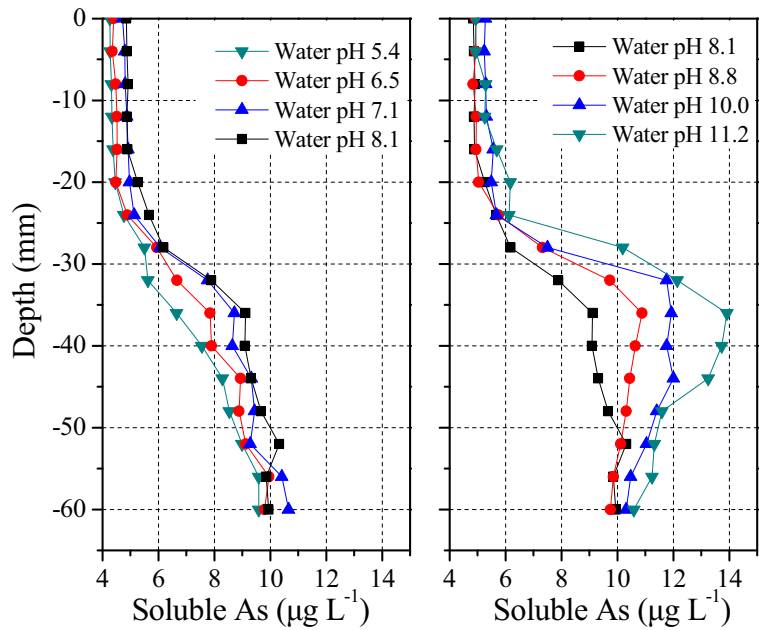 0
-10
-20
-30
-40
-50
-60
Depth (mm)
Water pH 5.4
Water pH 6.5
Water pH 7.1
Water pH 8.1
4 6 8 10 12 14
Soluble As (μg L⁻¹)
Water pH 8.1
Water pH 8.8
Water pH 10.0
Water pH 11.2
4 6 8 10 12 14
Soluble As (μg L⁻¹)